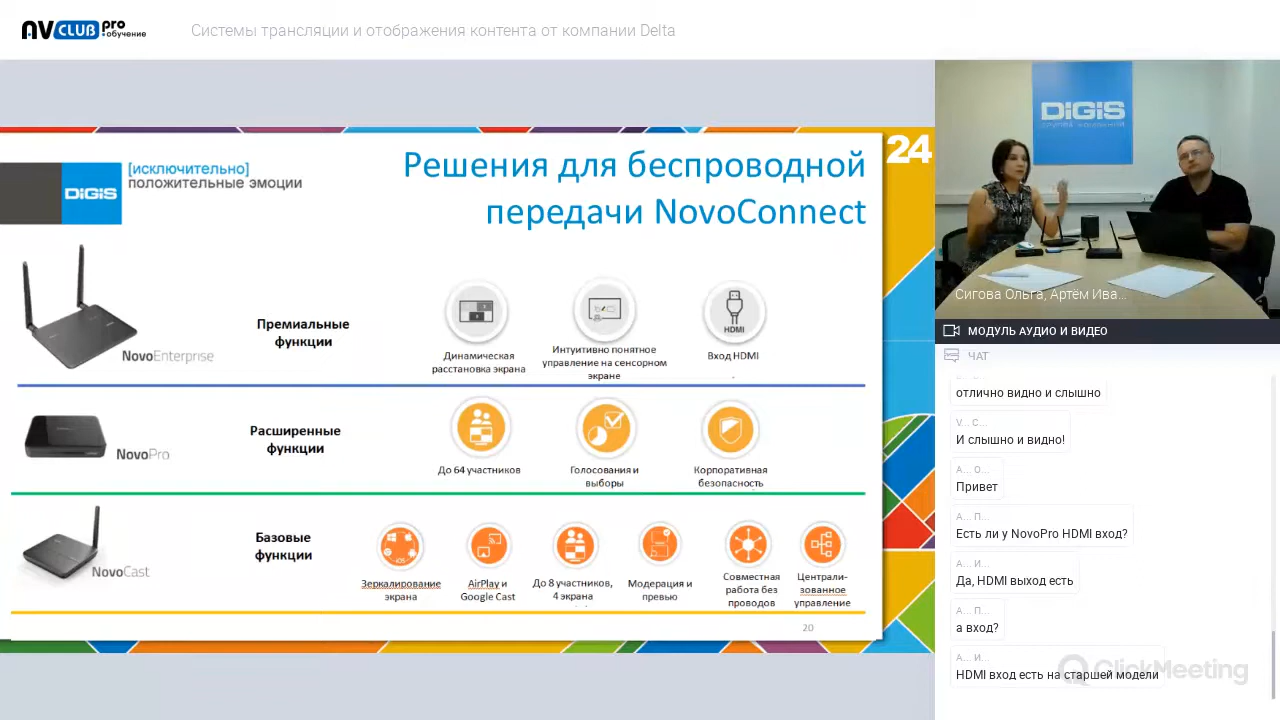 AVCLUB pro
•обучение
Системы трансляции и отображения контента от компании Delta
24
DiGiS
[исключительно]
положительные эмоции
Решения для беспроводной
передачи NovoConnect
NovoEnterprise
Премиальные
функции
Динамическая
расстановка экрана
Интуитивно понятное
управление на сенсорном
экране
HDMI
Вход HDMI
NovoPro
Расширенные
функции
До 64 участников
Голосования и
выборы
Корпоративная
безопасность
NovoCast
Базовые
функции
iOS
Зеркалирование
экрана
AirPlay и
Google Cast
До 8 участников,
4 экрана
Модерация и
превью
Совместная
работа без
проводов
Централи-
зованное
управление
20
DiGiS
ГРУППА КОМПАНИЙ
Сигова Ольга, Артём Ива...
МОДУЛЬ АУДИО И ВИДЕО
ЧАТ
отлично видно и слышно
V... C...
И слышно и видно!
А... О...
Привет
А... П...
Есть ли у NovoPro HDMI вход?
А... И...
Да, HDMI выход есть
А... П...
а вход?
А... И...
HDMI вход есть на старшей модели
ClickMeeting